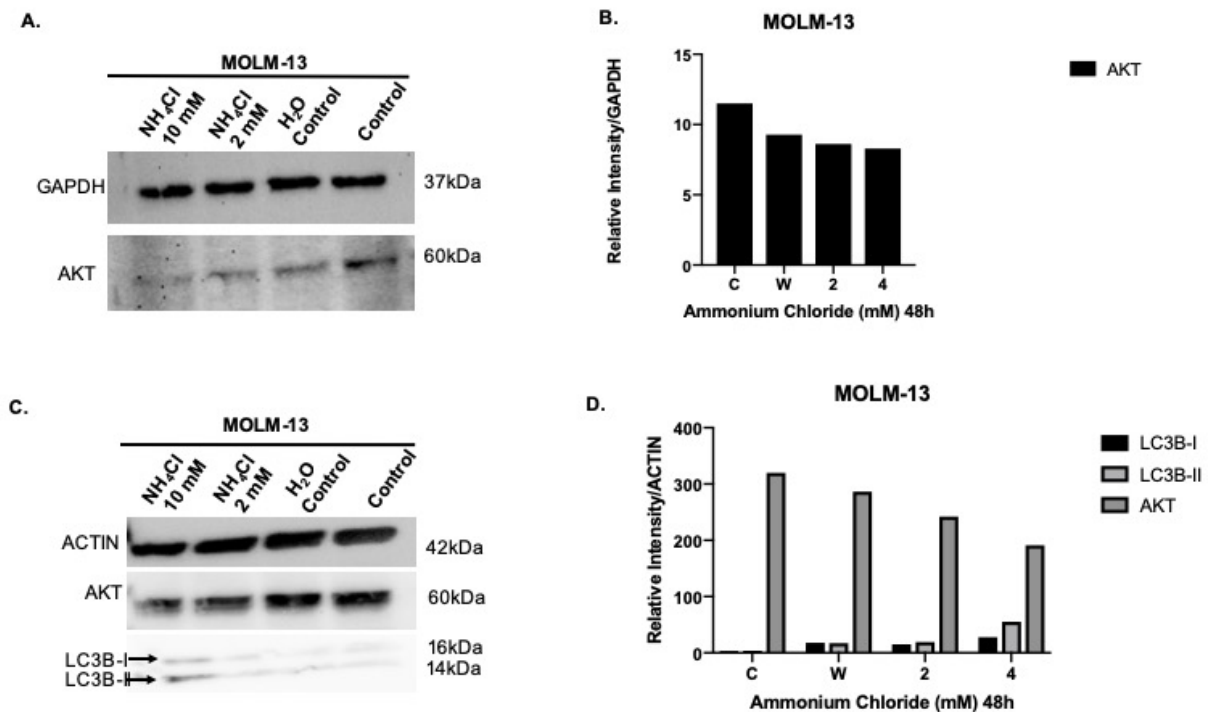 A.
MOLM-13
NH₄Cl
10 mM
NH₄Cl
2 mM
H₂O
Control
Control
GAPDH
37kDa
AKT
60kDa
B.
MOLM-13
15
10
5
0
Relative Intensity/GAPDH
C
W
2
4
Ammonium Chloride (mM) 48h
AKT
C.
MOLM-13
NH₄Cl
10 mM
NH₄Cl
2 mM
H₂O
Control
Control
ACTIN
42kDa
AKT
60kDa
LC3B-I
16kDa
LC3B-II
14kDa
D.
MOLM-13
400
300
200
100
0
Relative Intensity/ACTIN
C
W
2
4
Ammonium Chloride (mM) 48h
LC3B-I
LC3B-II
AKT